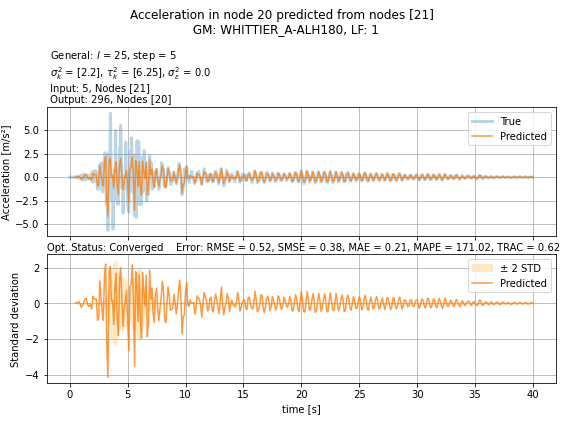 Acceleration in node 20 predicted from nodes [21]
GM: WHITTIER_A-ALH180, LF: 1
General: l = 25, step = 5
σ²ₖ = [2.2], τ²ₖ = [6.25], σ²ε = 0.0
Input: 5, Nodes [21]
Output: 296, Nodes [20]
Acceleration [m/s²]
5.0
2.5
0.0
−2.5
−5.0
True
Predicted
Opt. Status: Converged Error: RMSE = 0.52, SMSE = 0.38, MAE = 0.21, MAPE = 171.02, TRAC = 0.62
Standard deviation
2
0
−2
−4
± 2 STD
Predicted
0 5 10 15 20 25 30 35 40
time [s]